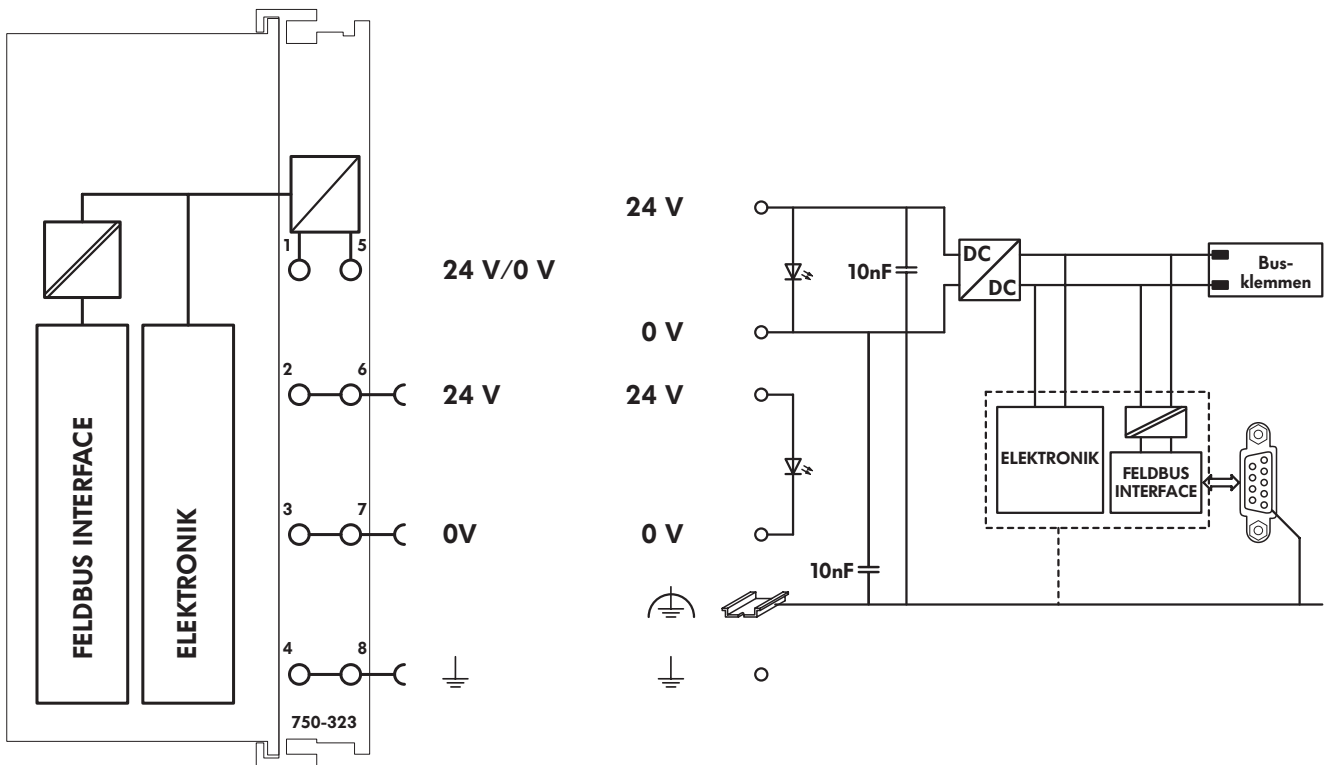 1 5
24 V/0 V
2 6
24 V
3 7
0V
4 8
FELDBUS INTERFACE
ELEKTRONIK
750-323
24 V
0 V
24 V
0 V
10nF
10nF
DC
DC
Bus-
klemmen
ELEKTRONIK
FELDBUS
INTERFACE